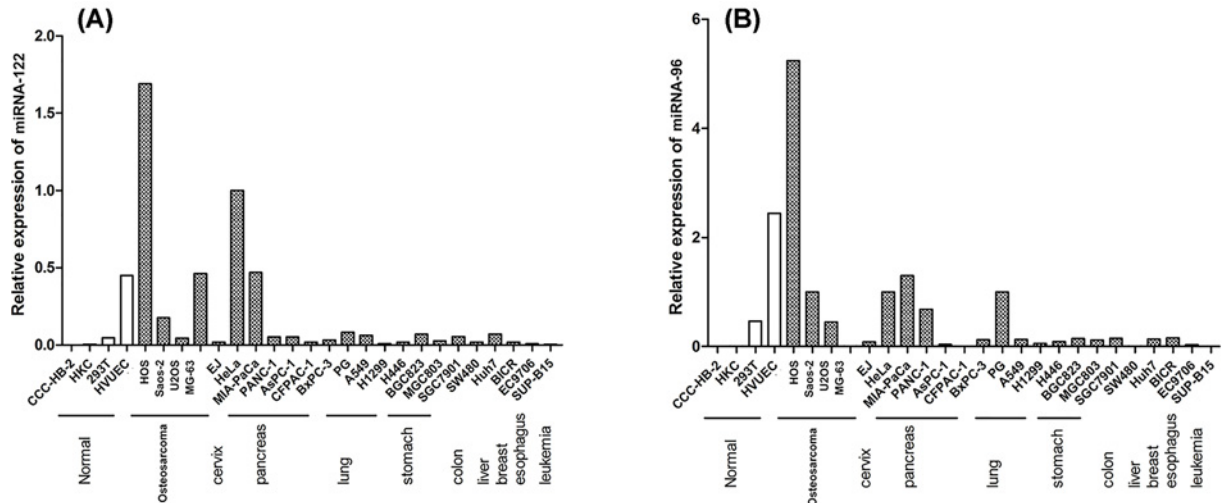 (A)
Relative expression of miRNA-122
2.0
1.5
1.0
0.5
0.0
CCC-HB-2
HKC
293T
HVUEC
HOS
Saos-2
U2OS
MG-63
EJ
HeLa
MIA-PaCa
PANC-1
AsPC-1
CFPAC-1
BxPC-3
PG
A549
H1299
H446
BGC823
MGC803
SGC7901
SW480
Huh7
BICR
EC9706
SUP-B15
Normal
Osteosarcoma
cervix
pancreas
lung
stomach
colon
liver
breast
esophagus
leukemia
(B)
Relative expression of miRNA-96
6
4
2
0
CCC-HB-2
HKC
293T
HVUEC
HOS
Saos-2
U2OS
MG-63
EJ
HeLa
MIA-PaCa
PANC-1
AsPC-1
CFPAC-1
BxPC-3
PG
A549
H1299
H446
BGC823
MGC803
SGC7901
SW480
Huh7
BICR
EC9706
SUP-B15
Normal
Osteosarcoma
cervix
pancreas
lung
stomach
colon
liver
breast
esophagus
leukemia